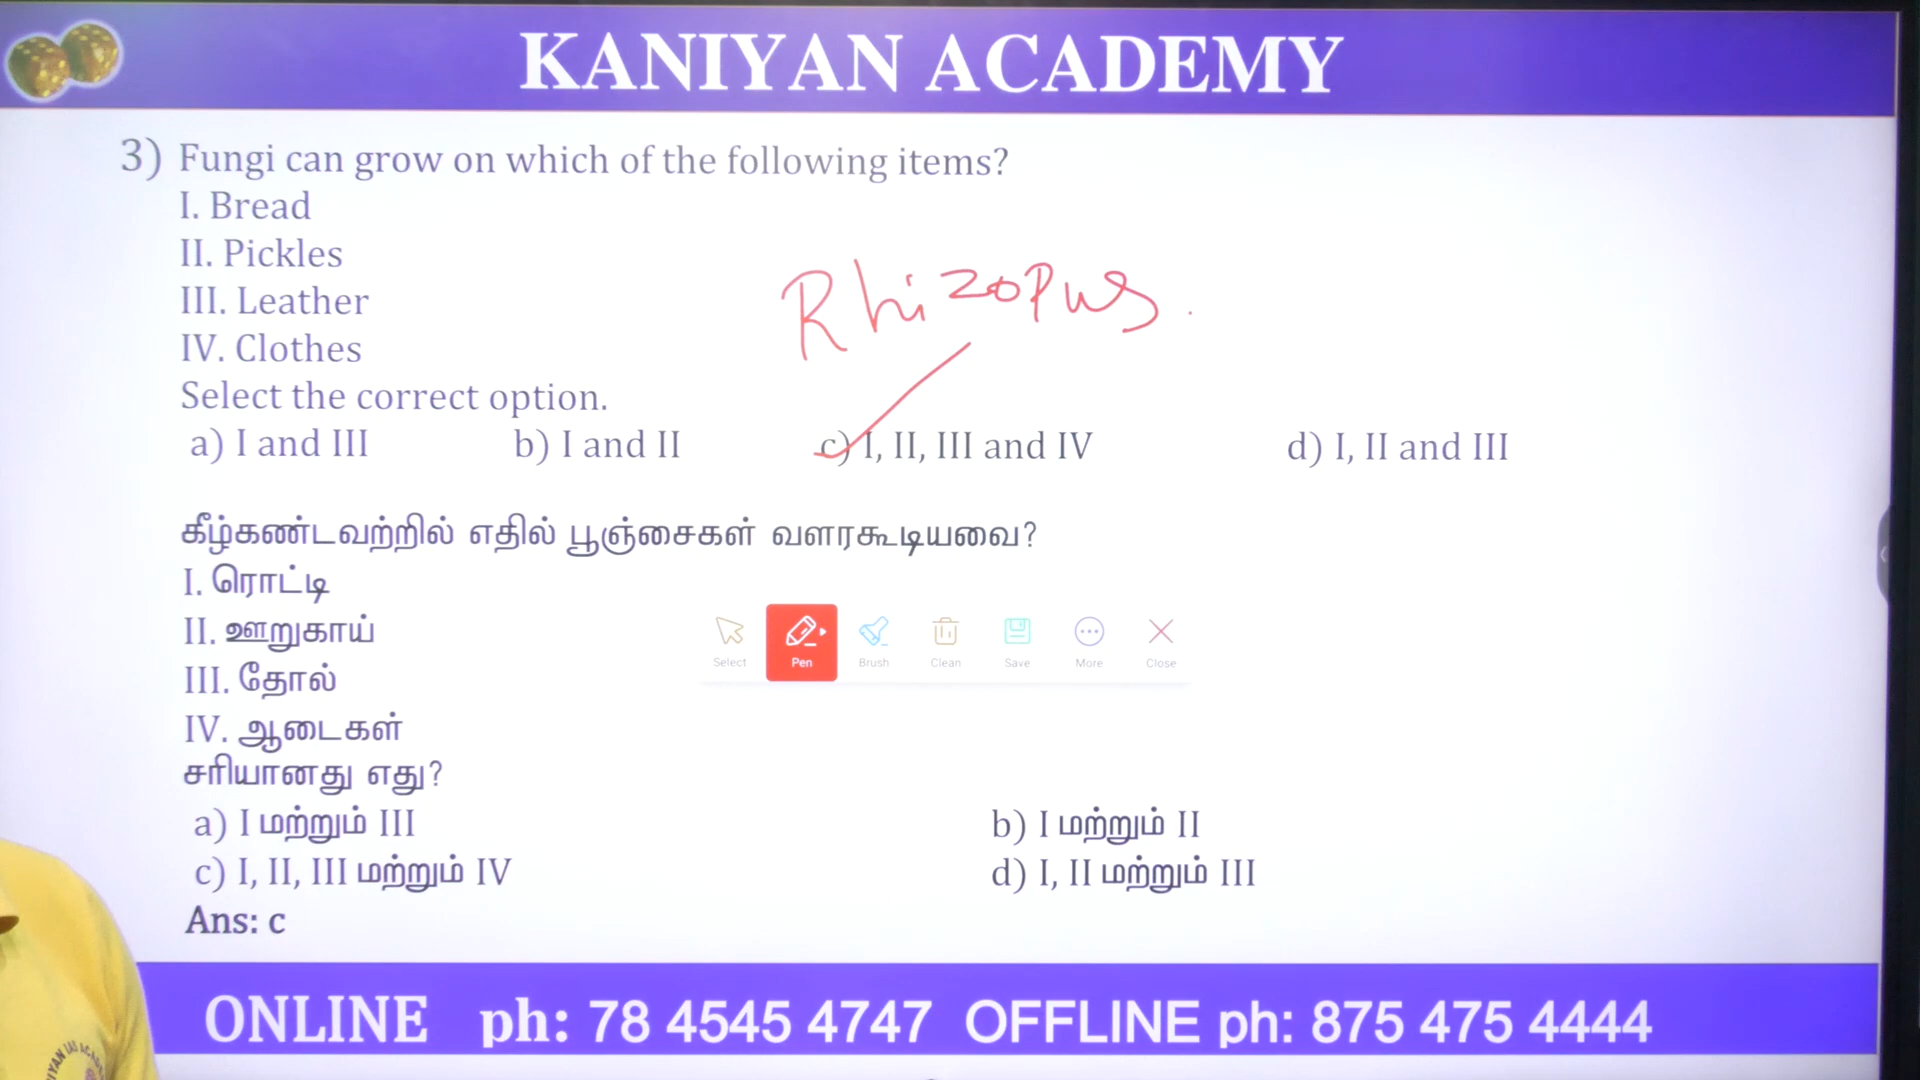 KANIYAN ACADEMY
3) Fungi can grow on which of the following items?
I. Bread
II. Pickles
III. Leather
IV. Clothes
Rhizopus.
Select the correct option.
a) I and III b) I and II c) I, II, III and IV d) I, II and III
கீழ்கண்டவற்றில் எதில் பூஞ்சைகள் வளரகூடியவை?
I. ரொட்டி
II. ஊறுகாய்
III. தோல்
IV. ஆடைகள்
Select Pen Brush Clean Save More Close
சரியானது எது?
a) I மற்றும் III b) I மற்றும் II
c) I, II, III மற்றும் IV d) I, II மற்றும் III
Ans: c
ONLINE ph: 78 4545 4747 OFFLINE ph: 875 475 4444